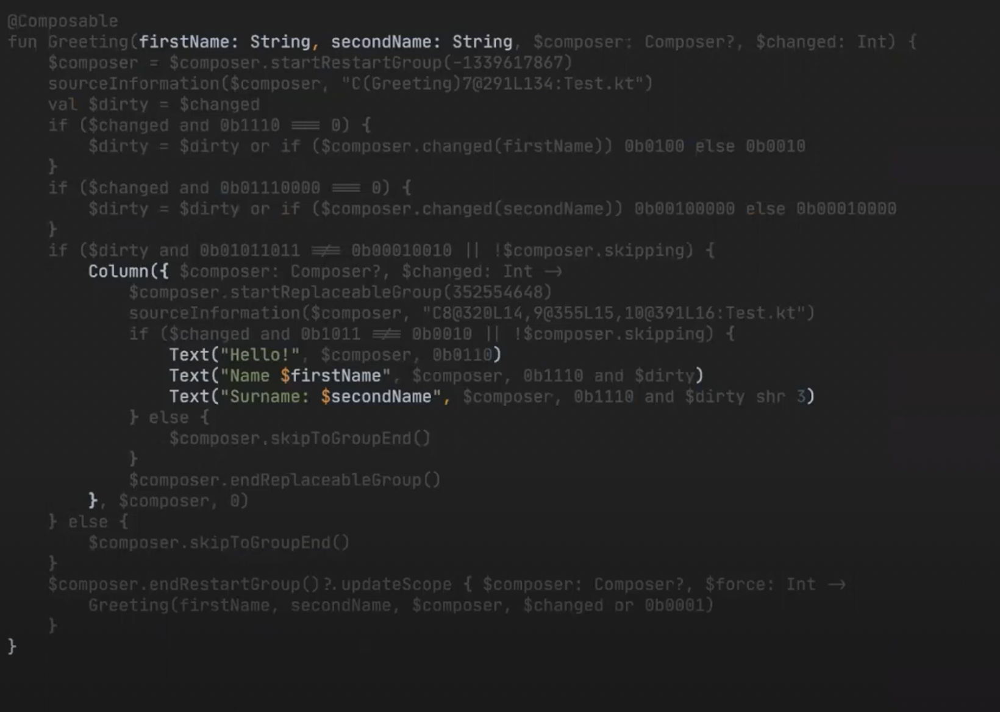 @Composable
fun Greeting(firstName: String, secondName: String, $composer: Composer?, $changed: Int) {
    $composer = $composer.startRestartGroup(-1339617867)
    sourceInformation($composer, "C(Greeting)7@291L134:Test.kt")
    val $dirty = $changed
    if ($changed and 0b1110 === 0) {
        $dirty = $dirty or if ($composer.changed(firstName)) 0b0100 else 0b0010
    }
    if ($changed and 0b01110000 === 0) {
        $dirty = $dirty or if ($composer.changed(secondName)) 0b00100000 else 0b00010000
    }
    if ($dirty and 0b01011011 !== 0b00010010 || !$composer.skipping) {
        Column({ $composer: Composer?, $changed: Int ->
            $composer.startReplaceableGroup(352554648)
            sourceInformation($composer, "C8@320L14,9@355L15,10@391L16:Test.kt")
            if ($changed and 0b1011 !== 0b0010 || !$composer.skipping) {
                Text("Hello!", $composer, 0b0110)
                Text("Name $firstName", $composer, 0b1110 and $dirty)
                Text("Surname: $secondName", $composer, 0b1110 and $dirty shr 3)
            } else {
                $composer.skipToGroupEnd()
            }
            $composer.endReplaceableGroup()
        }, $composer, 0)
    } else {
        $composer.skipToGroupEnd()
    }
    $composer.endRestartGroup()?.updateScope { $composer: Composer?, $force: Int ->
        Greeting(firstName, secondName, $composer, $changed or 0b0001)
    }
}